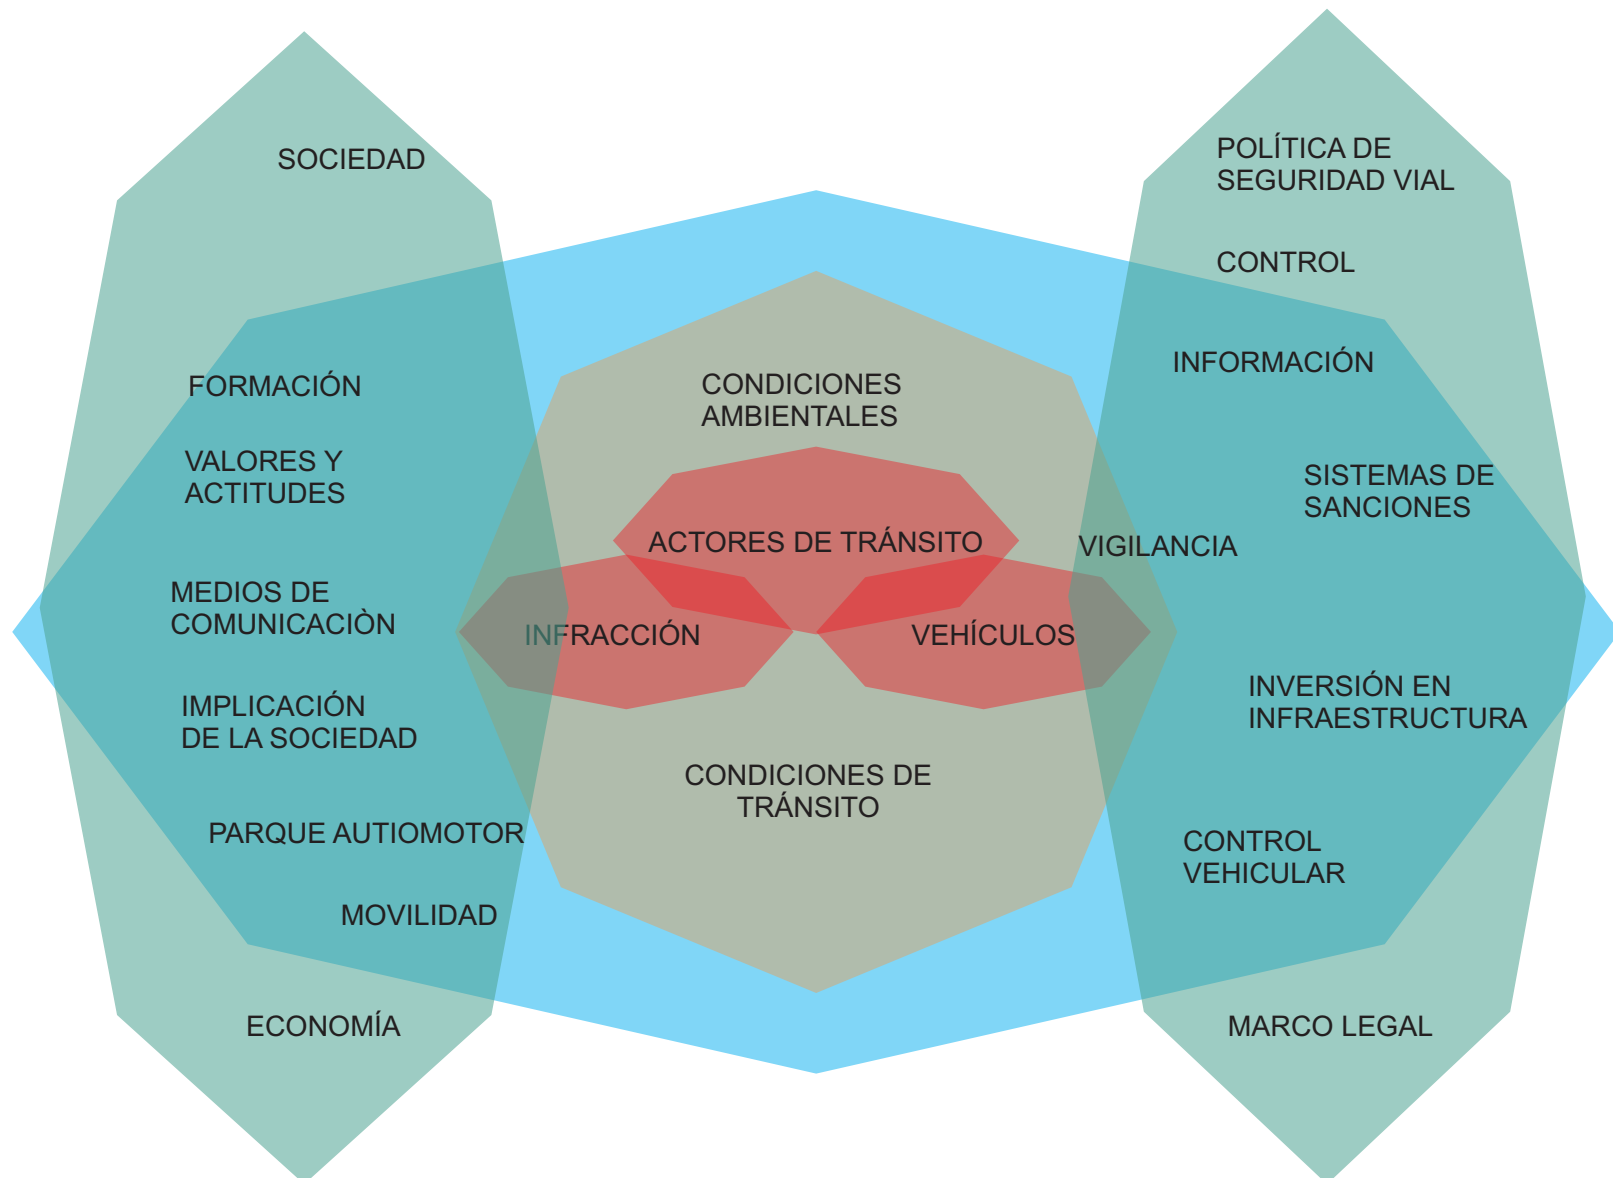 SOCIEDAD
FORMACIÓN
VALORES Y
ACTITUDES
MEDIOS DE
COMUNICACIÒN
IMPLICACIÓN
DE LA SOCIEDAD
PARQUE AUTIOMOTOR
MOVILIDAD
ECONOMÍA
CONDICIONES
AMBIENTALES
ACTORES DE TRÁNSITO
INFRACCIÓN
VEHÍCULOS
CONDICIONES DE
TRÁNSITO
POLÍTICA DE
SEGURIDAD VIAL
CONTROL
INFORMACIÓN
SISTEMAS DE
SANCIONES
VIGILANCIA
INVERSIÓN EN
INFRAESTRUCTURA
CONTROL
VEHICULAR
MARCO LEGAL